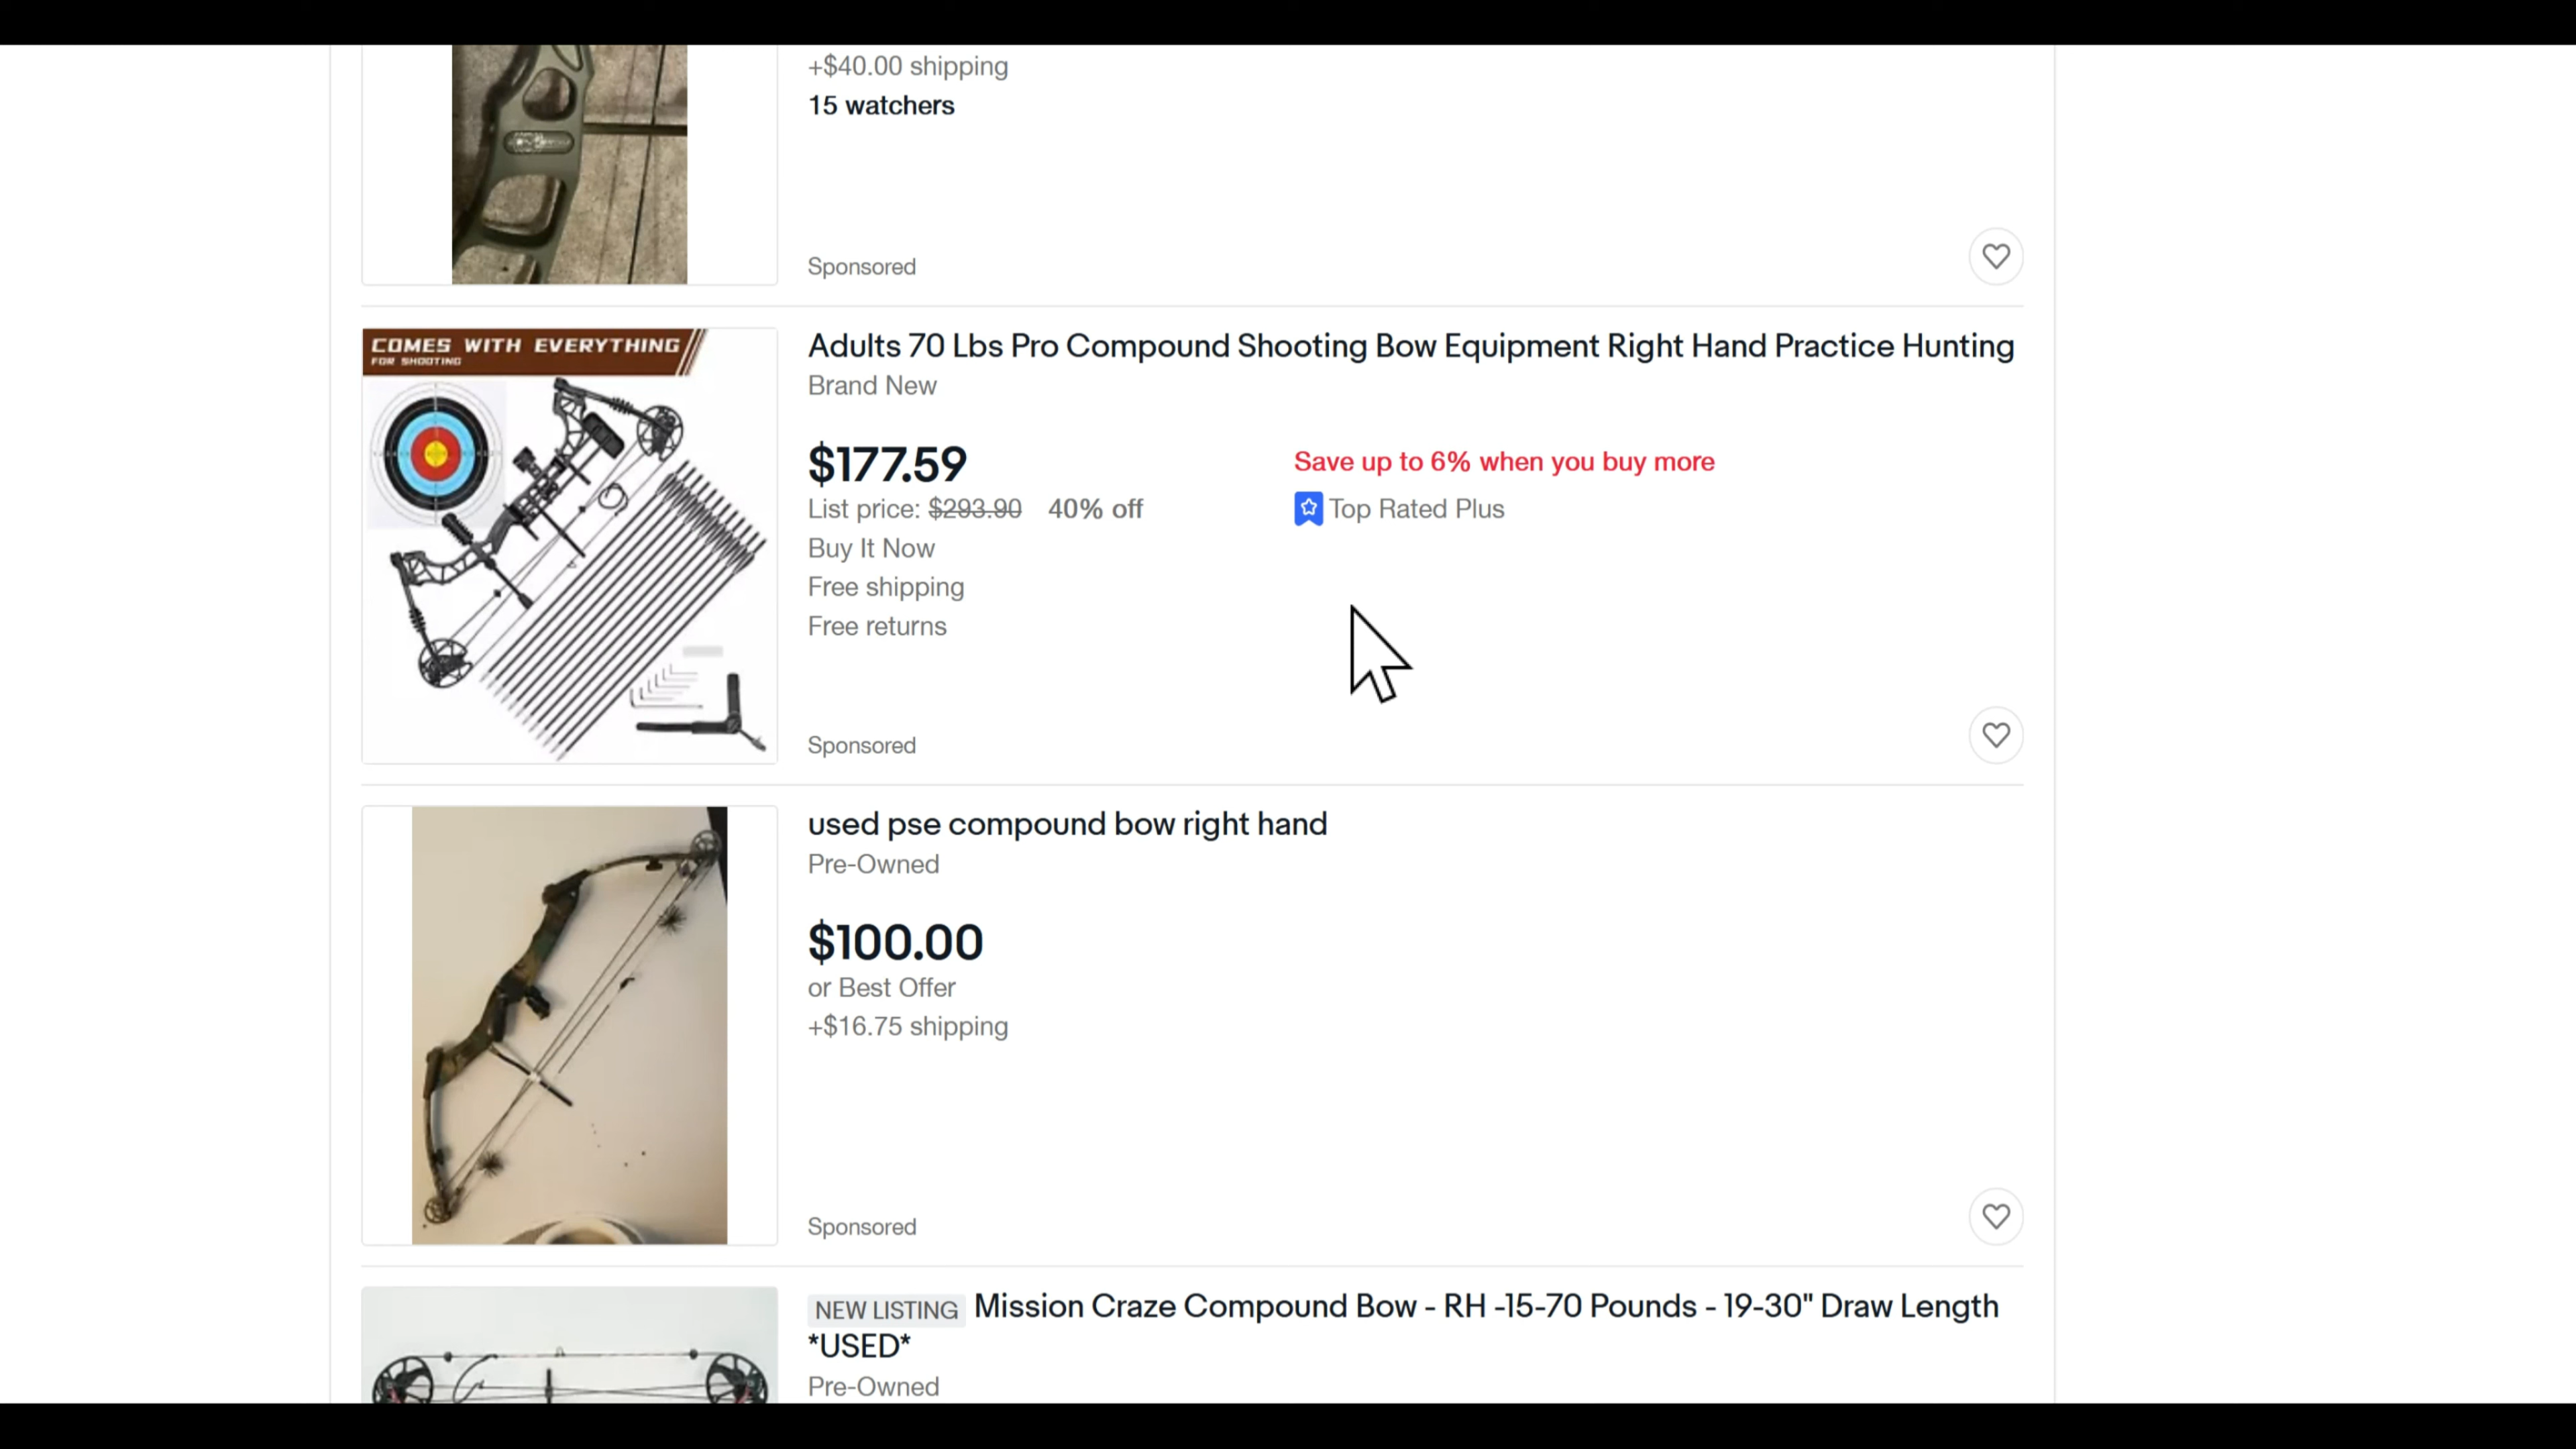 +$40.00 shipping
15 watchers
Sponsored
COMES WITH EVERYTHING
FOR SHOOTING
Adults 70 Lbs Pro Compound Shooting Bow Equipment Right Hand Practice Hunting
Brand New
$177.59
Save up to 6% when you buy more
List price: $293.90 40% off
Top Rated Plus
Buy It Now
Free shipping
Free returns
Sponsored
used pse compound bow right hand
Pre-Owned
$100.00
or Best Offer
+$16.75 shipping
Sponsored
NEW LISTING Mission Craze Compound Bow - RH -15-70 Pounds - 19-30" Draw Length
*USED*
Pre-Owned